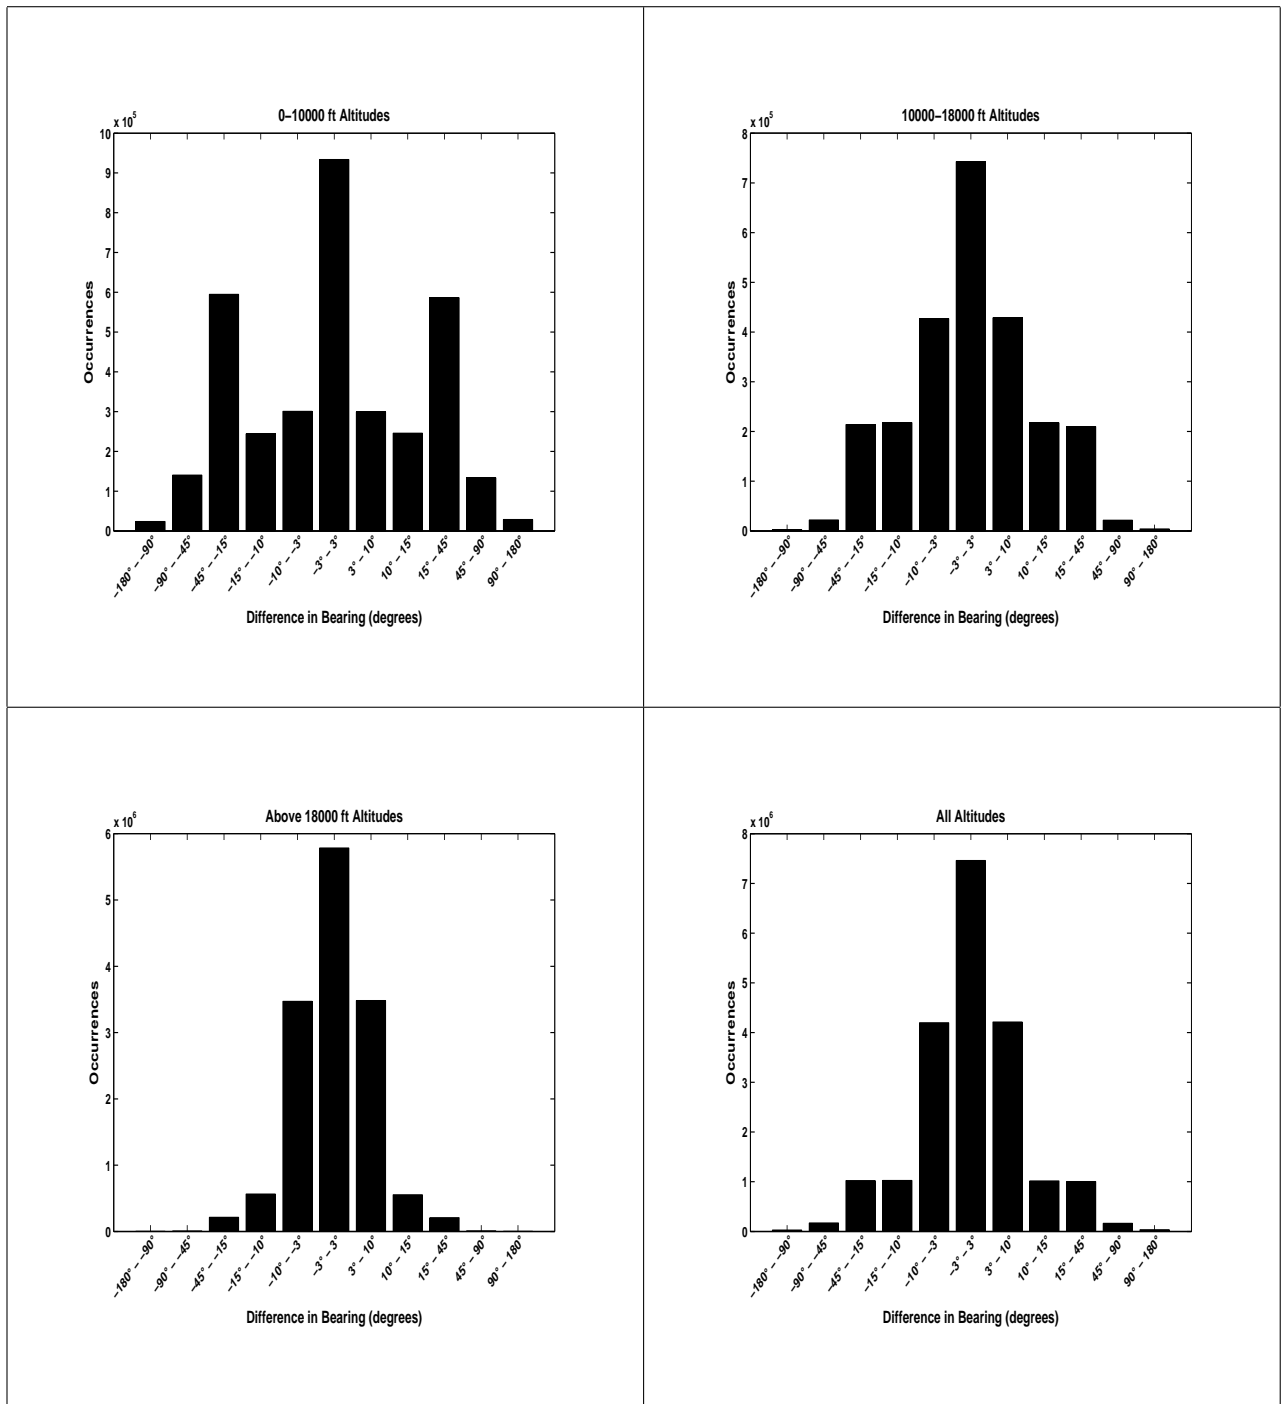 0–10000 ft Altitudes
x 10⁵
10
9
8
7
6
5
4
3
2
1
0
Occurrences
–180° – –90°
–90° – –45°
–45° – –15°
–15° – –10°
–10° – –3°
–3° – 3°
3° – 10°
10° – 15°
15° – 45°
45° – 90°
90° – 180°
Difference in Bearing (degrees)
10000–18000 ft Altitudes
x 10⁵
8
7
6
5
4
3
2
1
0
Occurrences
–180° – –90°
–90° – –45°
–45° – –15°
–15° – –10°
–10° – –3°
–3° – 3°
3° – 10°
10° – 15°
15° – 45°
45° – 90°
90° – 180°
Difference in Bearing (degrees)
Above 18000 ft Altitudes
x 10⁶
6
5
4
3
2
1
0
Occurrences
–180° – –90°
–90° – –45°
–45° – –15°
–15° – –10°
–10° – –3°
–3° – 3°
3° – 10°
10° – 15°
15° – 45°
45° – 90°
90° – 180°
Difference in Bearing (degrees)
All Altitudes
x 10⁶
8
7
6
5
4
3
2
1
0
Occurrences
–180° – –90°
–90° – –45°
–45° – –15°
–15° – –10°
–10° – –3°
–3° – 3°
3° – 10°
10° – 15°
15° – 45°
45° – 90°
90° – 180°
Difference in Bearing (degrees)